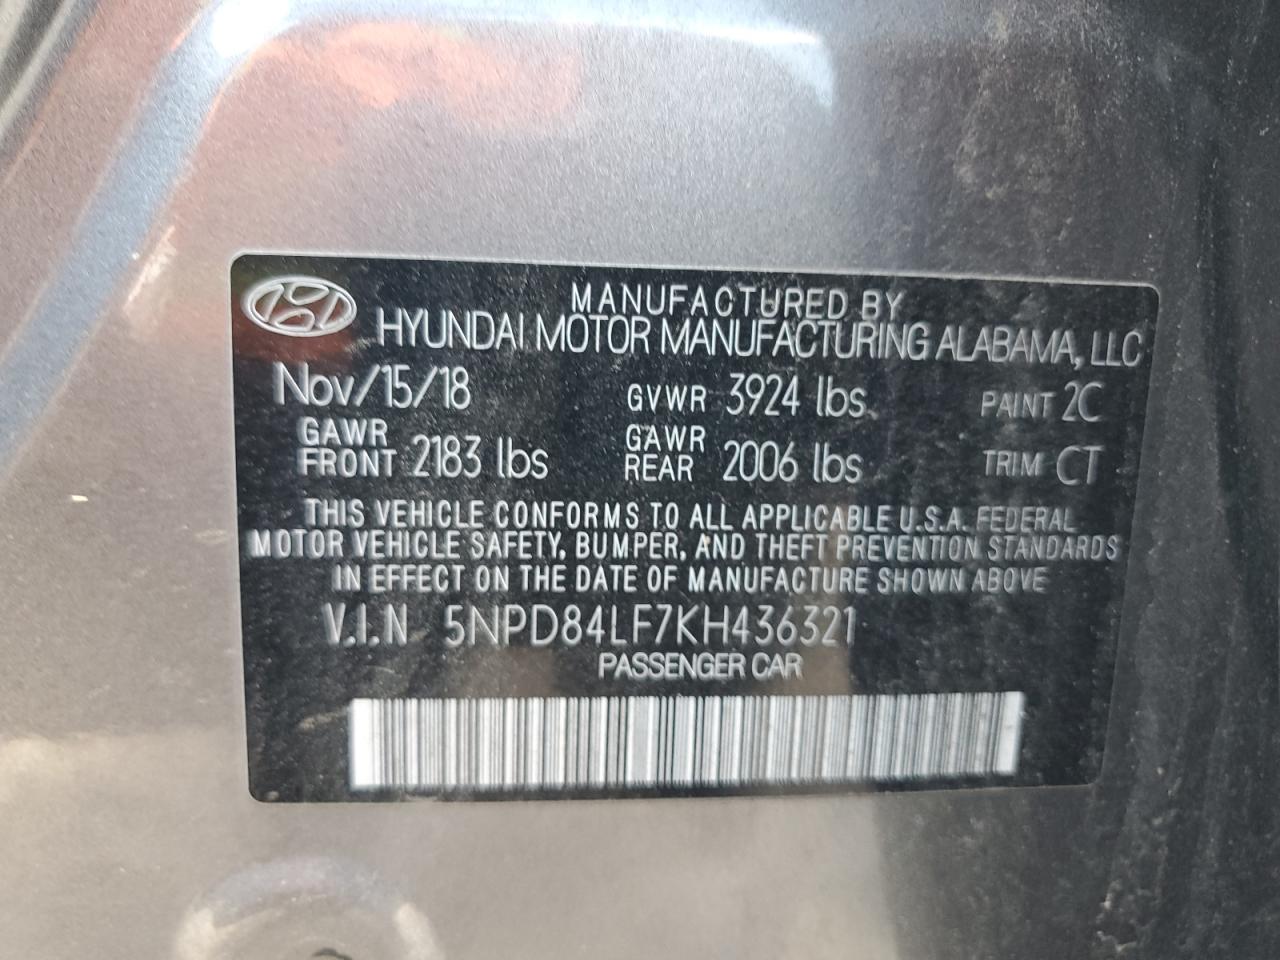 MANUFACTURED BY
HYUNDAI MOTOR MANUFACTURING ALABAMA, LLC
Nov/15/18 GVWR 3924 lbs. PAINT 2C
GAWR FRONT 2183 lbs GAWR REAR 2006 lbs TRIM CT
THIS VEHICLE CONFORMS TO ALL APPLICABLE U.S.A. FEDERAL
MOTOR VEHICLE SAFETY, BUMPER, AND THEFT PREVENTION STANDARDS
IN EFFECT ON THE DATE OF MANUFACTURE SHOWN ABOVE
V.I.N 5NPD84LF7KH436321
PASSENGER CAR